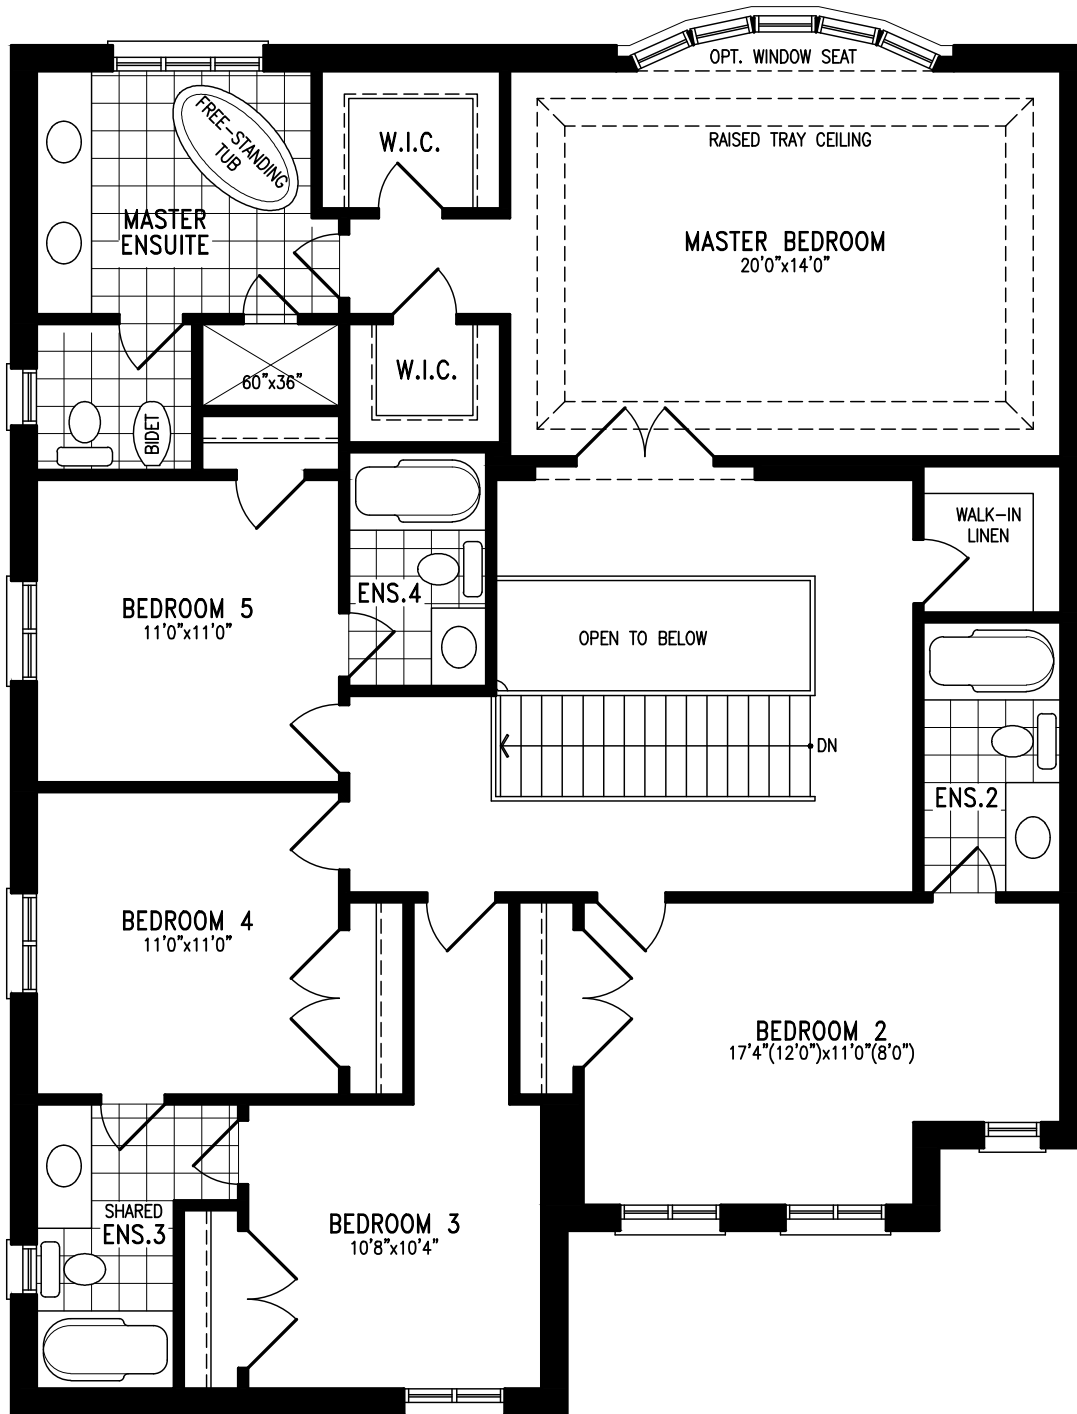 OPT. WINDOW SEAT
FREE-STANDING
TUB
W.I.C.
RAISED TRAY CEILING
MASTER
ENSUITE
MASTER BEDROOM
20'0"x14'0"
W.I.C.
60"x36"
BIDET
WALK-IN
LINEN
ENS.4
BEDROOM 5
11'0"x11'0"
OPEN TO BELOW
DN
ENS.2
BEDROOM 4
11'0"x11'0"
BEDROOM 2
17'4"(12'0")x11'0"(8'0")
SHARED
ENS.3
BEDROOM 3
10'8"x10'4"